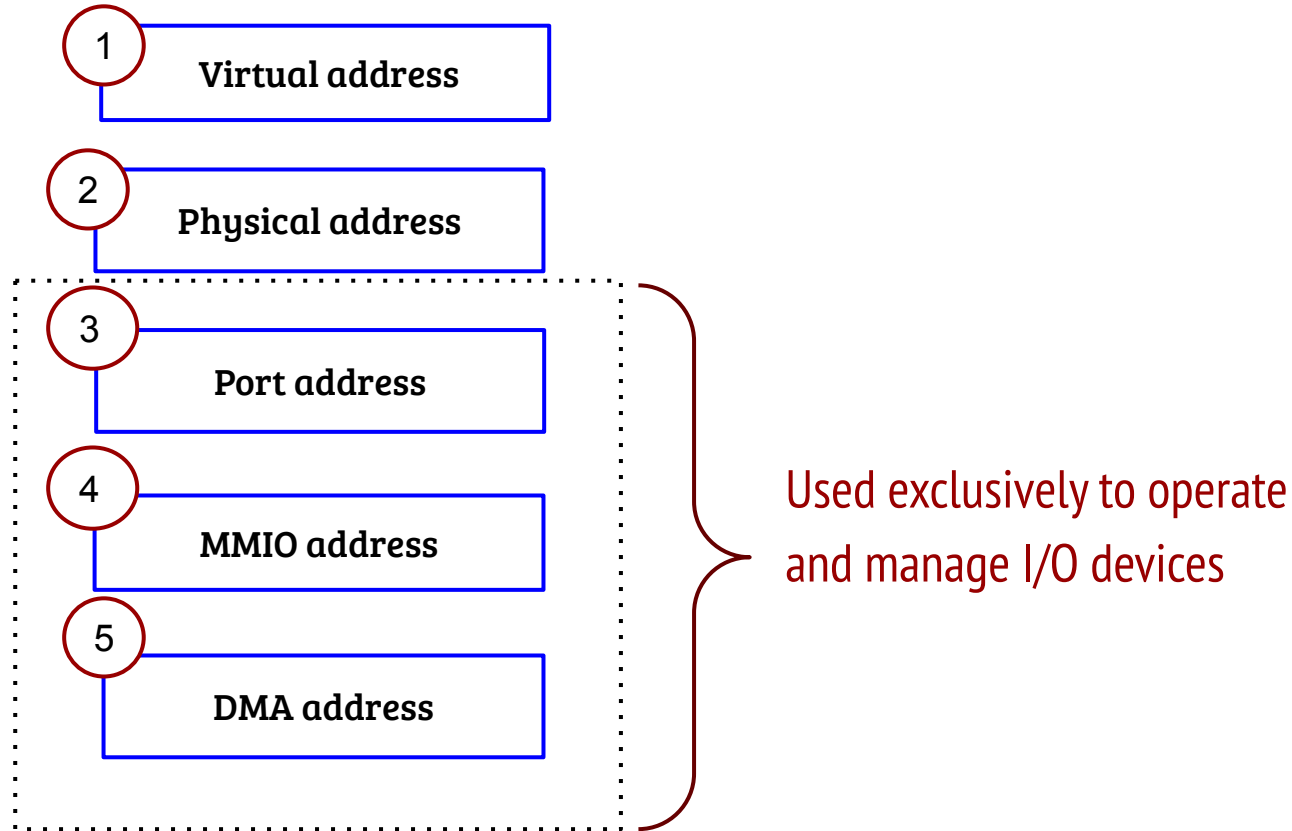 1
Virtual address
2
Physical address
3
Port address
4
MMIO address
5
DMA address
Used exclusively to operate
and manage I/O devices